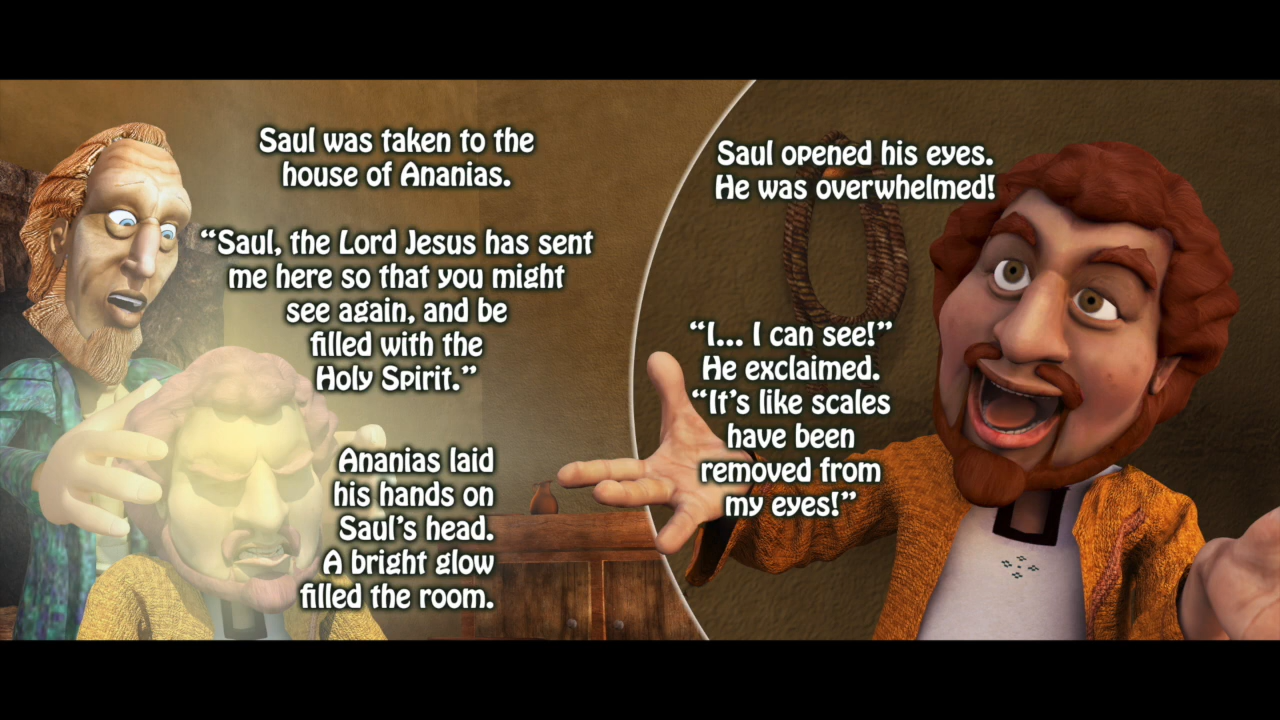 Saul was taken to the
house of Ananias.
“Saul, the Lord Jesus has sent
me here so that you might
see again, and be
filled with the
Holy Spirit.”
Ananias laid
his hands on
Saul’s head.
A bright glow
filled the room.
Saul opened his eyes.
He was overwhelmed!
“I... I can see!”
He exclaimed.
“It’s like scales
have been
removed from
my eyes!”